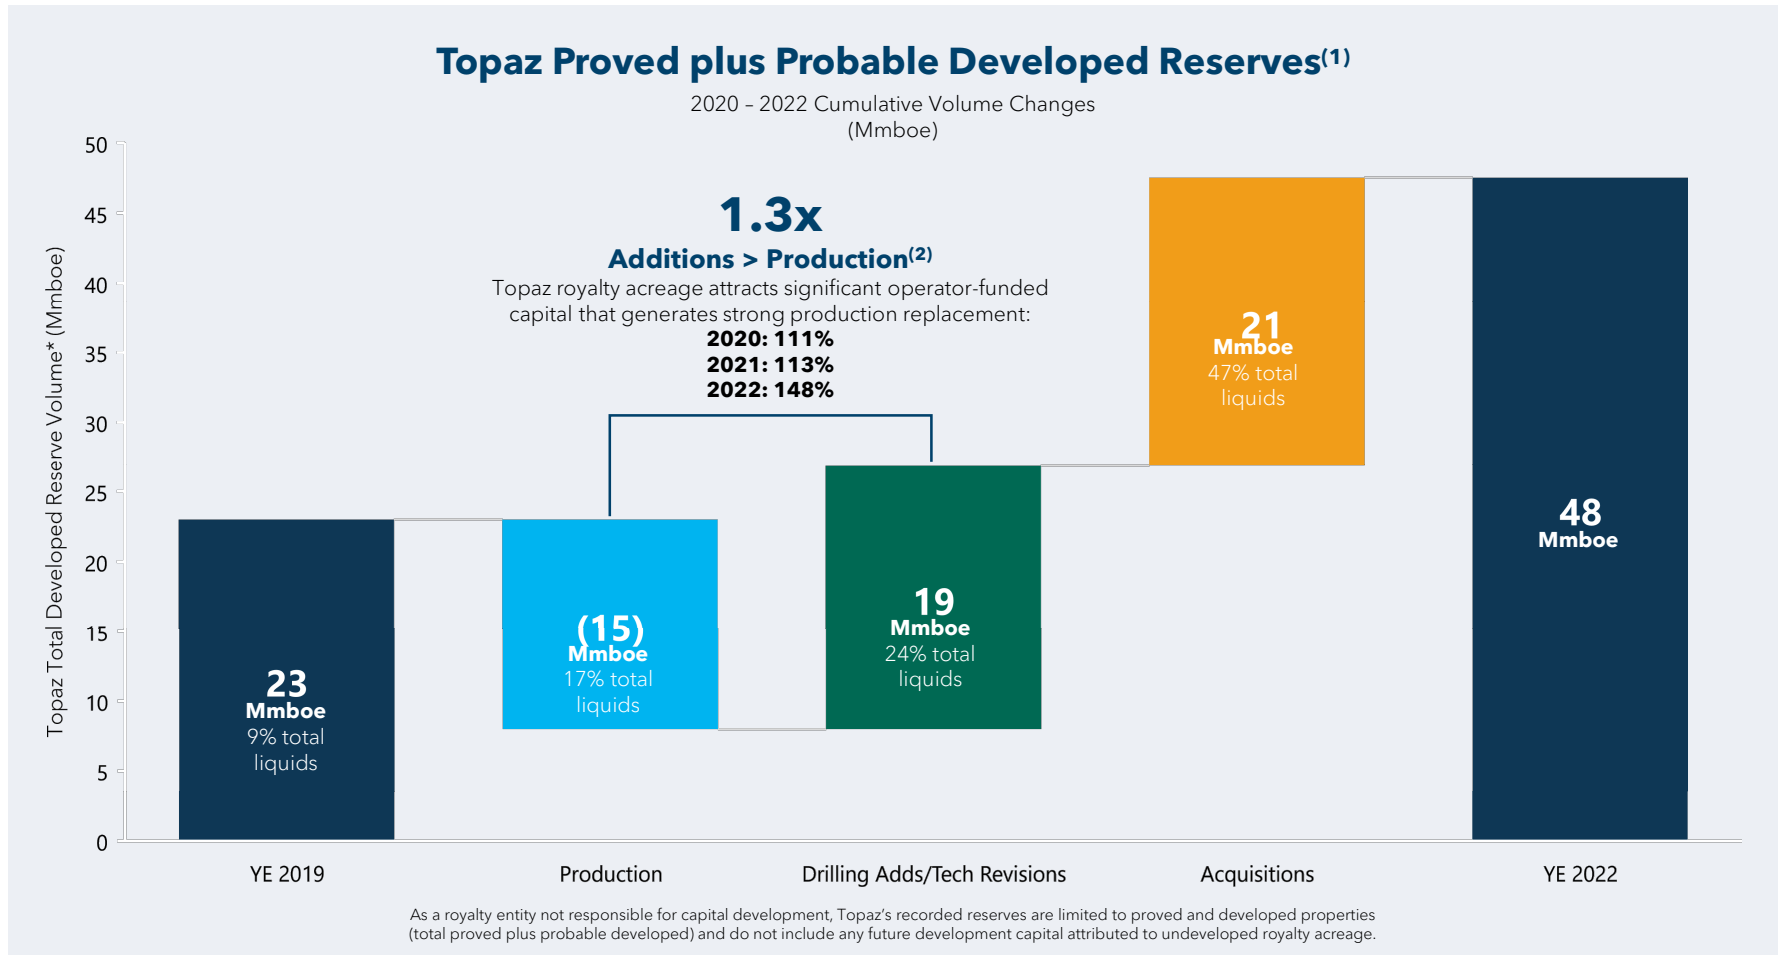 Topaz Proved plus Probable Developed Reserves(1)
2020 – 2022 Cumulative Volume Changes
(Mmboe)
Topaz Total Developed Reserve Volume* (Mmboe)
50
45
40
35
30
25
20
15
10
5
0
1.3x
Additions > Production(2)
Topaz royalty acreage attracts significant operator-funded
capital that generates strong production replacement:
2020: 111%
2021: 113%
2022: 148%
23
Mmboe
9% total
liquids
(15)
Mmboe
17% total
liquids
19
Mmboe
24% total
liquids
21
Mmboe
47% total
liquids
48
Mmboe
YE 2019
Production
Drilling Adds/Tech Revisions
Acquisitions
YE 2022
As a royalty entity not responsible for capital development, Topaz’s recorded reserves are limited to proved and developed properties
(total proved plus probable developed) and do not include any future development capital attributed to undeveloped royalty acreage.